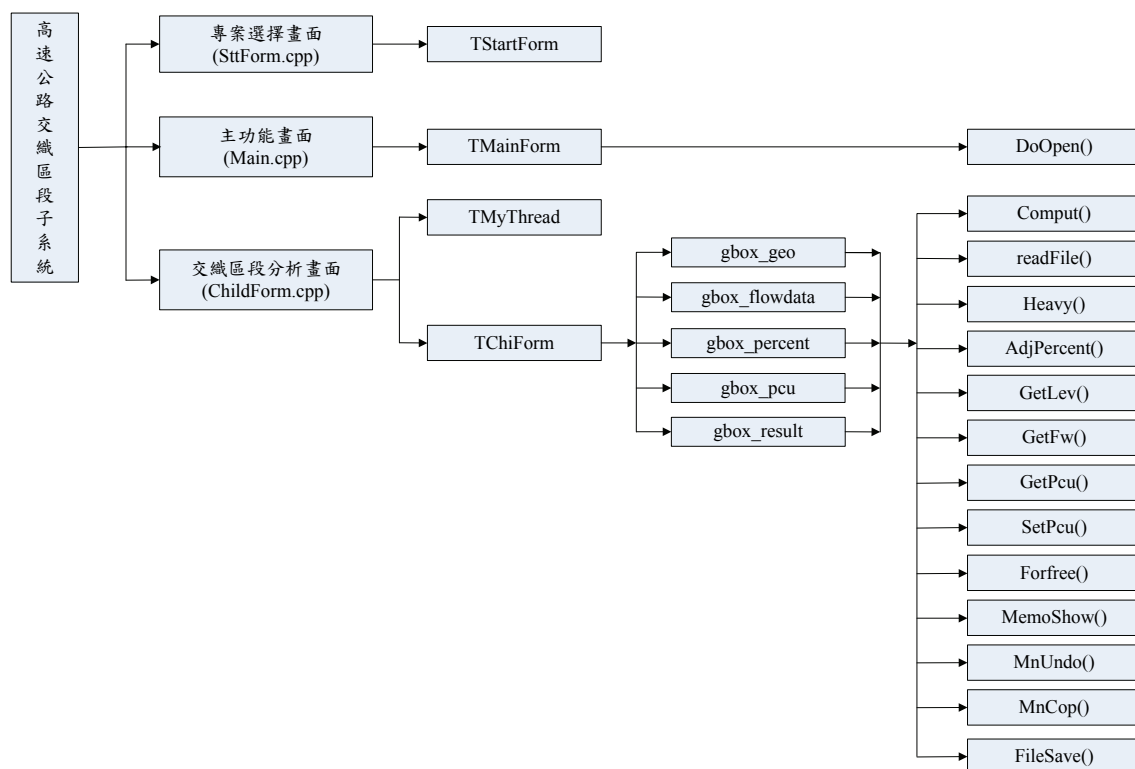 高速公路交織區段子系統
專案選擇畫面
(SttForm.cpp)
TStartForm
主功能畫面
(Main.cpp)
TMainForm
DoOpen()
交織區段分析畫面
(ChildForm.cpp)
TMyThread
TChiForm
gbox_geo
gbox_flowdata
gbox_percent
gbox_pcu
gbox_result
Comput()
readFile()
Heavy()
AdjPercent()
GetLev()
GetFw()
GetPcu()
SetPcu()
Forfree()
MemoShow()
MnUndo()
MnCop()
FileSave()